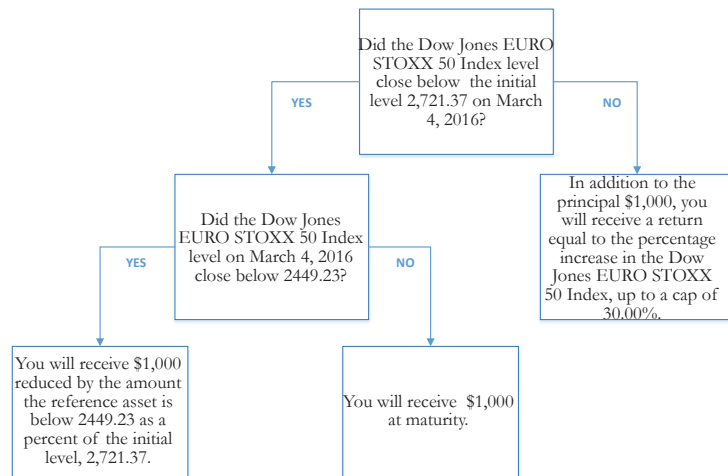 Did the Dow Jones EURO
STOXX 50 Index level
close below the initial
level 2,721.37 on March
4, 2016?
YES
NO
Did the Dow Jones
EURO STOXX 50 Index
level on March 4, 2016
close below 2449.23?
In addition to the
principal $1,000, you
will receive a return
equal to the percentage
increase in the Dow
Jones EURO STOXX
50 Index, up to a cap of
30.00%.
YES
NO
You will receive $1,000
reduced by the amount
the reference asset is
below 2449.23 as a
percent of the initial
level, 2,721.37.
You will receive $1,000
at maturity.